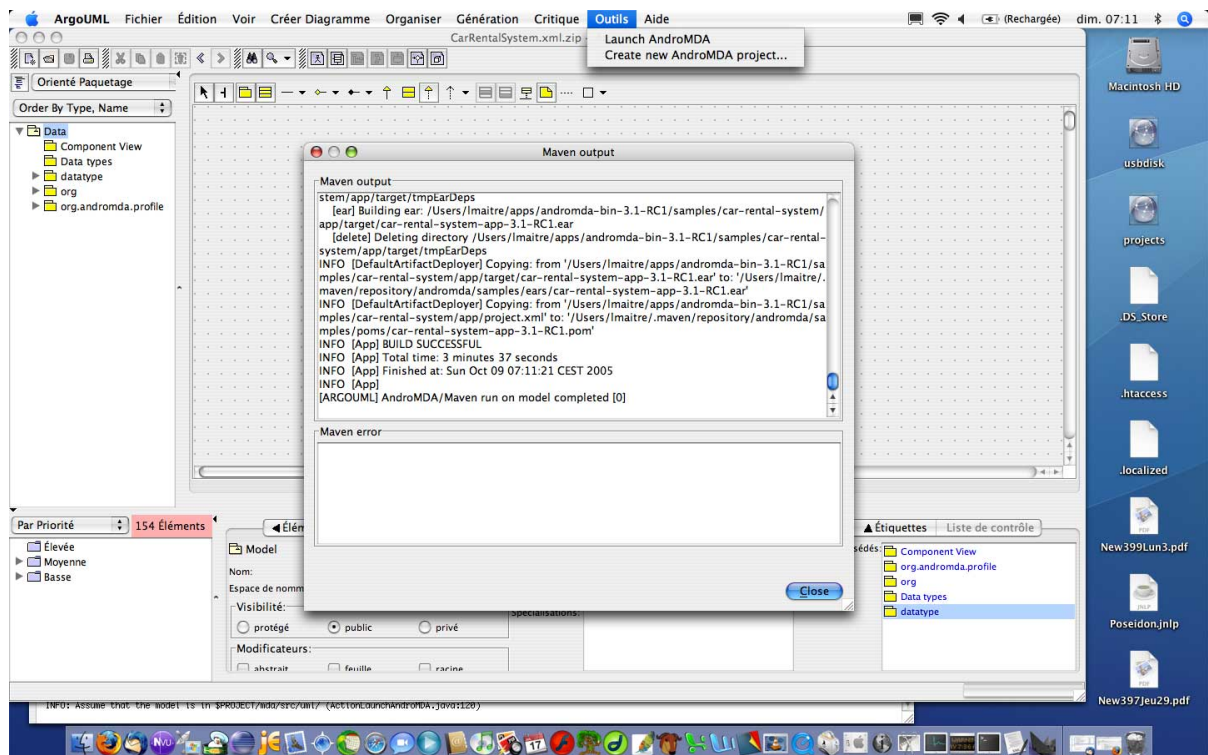 ArgoUML Fichier Édition Voir Créer Diagramme Organiser Génération Critique Outils Aide (Rechargée) dim. 07:11
CarRentalSystem.xml.zip -
Launch AndroMDA
Create new AndroMDA project...
Orienté Paquetage
Order By Type, Name
Data
Component View
Data types
datatype
org
org.andromda.profile
Maven output
Maven output
stem/app/target/tmpEarDeps
[ear] Building ear: /Users/lmaitre/apps/andromda-bin-3.1-RC1/samples/car-rental-system/
app/target/car-rental-system-app-3.1-RC1.ear
[delete] Deleting directory /Users/lmaitre/apps/andromda-bin-3.1-RC1/samples/car-rental-
system/app/target/tmpEarDeps
INFO [DefaultArtifactDeployer] Copying: from '/Users/lmaitre/apps/andromda-bin-3.1-RC1/sa
mples/car-rental-system/app/target/car-rental-system-app-3.1-RC1.ear' to: '/Users/lmaitre/.
maven/repository/andromda/samples/ears/car-rental-system-app-3.1-RC1.ear'
INFO [DefaultArtifactDeployer] Copying: from '/Users/lmaitre/apps/andromda-bin-3.1-RC1/sa
mples/car-rental-system/app/project.xml' to: '/Users/lmaitre/.maven/repository/andromda/sa
mples/poms/car-rental-system-app-3.1-RC1.pom'
INFO [App] BUILD SUCCESSFUL
INFO [App] Total time: 3 minutes 37 seconds
INFO [App] Finished at: Sun Oct 09 07:11:21 CEST 2005
INFO [App]
[ARGOUML] AndroMDA/Maven run on model completed [0]
Maven error
Close
Par Priorité 154 Éléments
Élevée
Moyenne
Basse
Élém
Étiquettes Liste de contrôle
Model
Nom:
Espace de nomm
Visibilité:
protégé public privé
Modificateurs:
abstrait feuille racine
Spécialisations:
sédés:
Component View
org.andromda.profile
org
Data types
datatype
INFO: Assume that the model is in $PROJECT/mda/src/uml/ (ActionLaunchAndroMDA.java:120)
Macintosh HD
usbdisk
projects
.DS_Store
.htaccess
.localized
PDF
New399Lun3.pdf
JNLP
Poseidon.jnlp
PDF
New397Jeu29.pdf
NVU
17